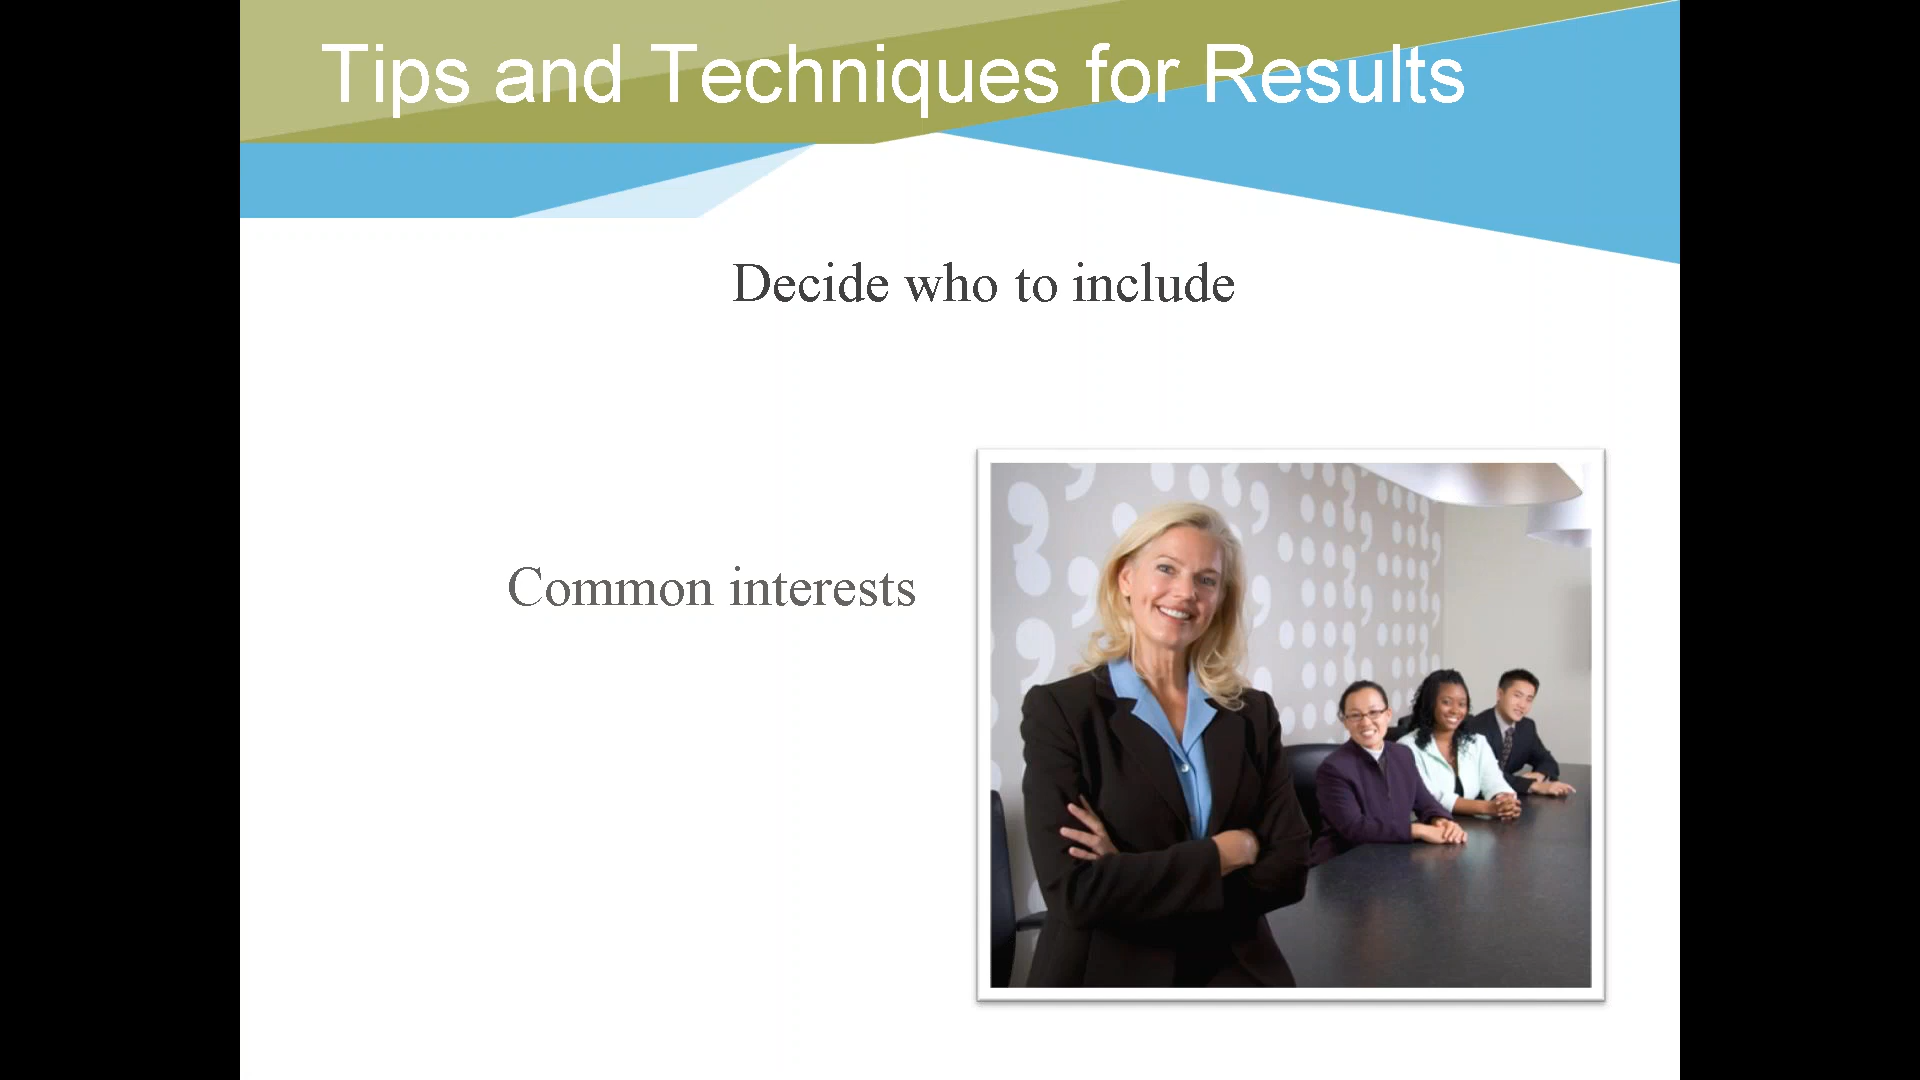 Tips and Techniques for Results
Decide who to include
Common interests